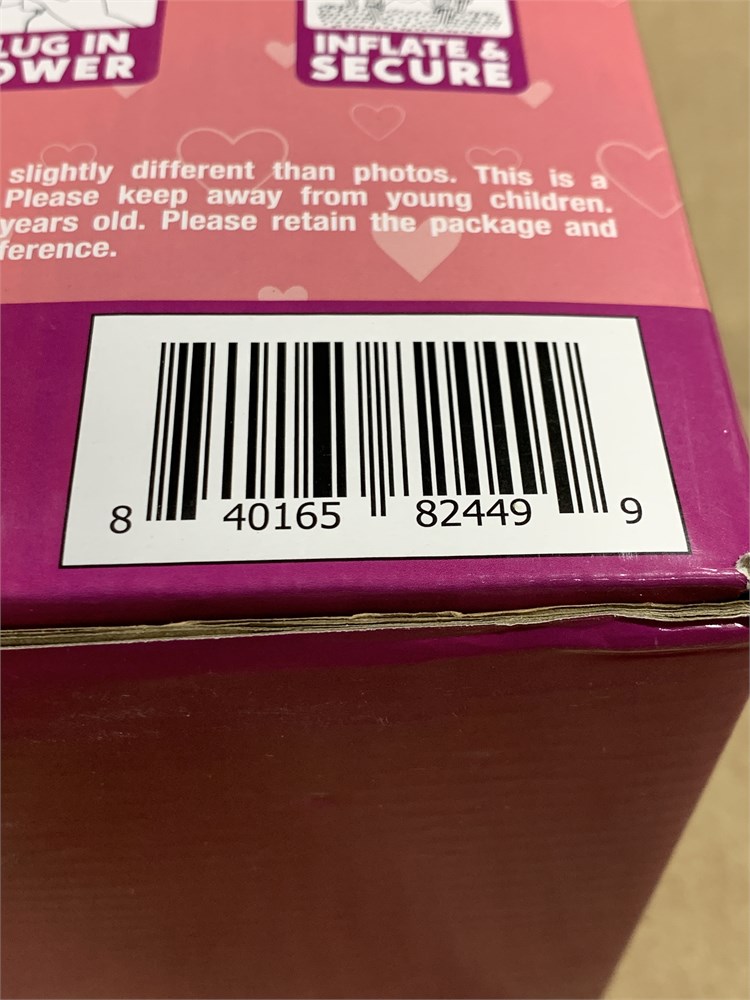 LUG IN
OWER
INFLATE &
SECURE
slightly different than photos. This is a
Please keep away from young children.
years old. Please retain the package and
ference.
8 40165 82449 9